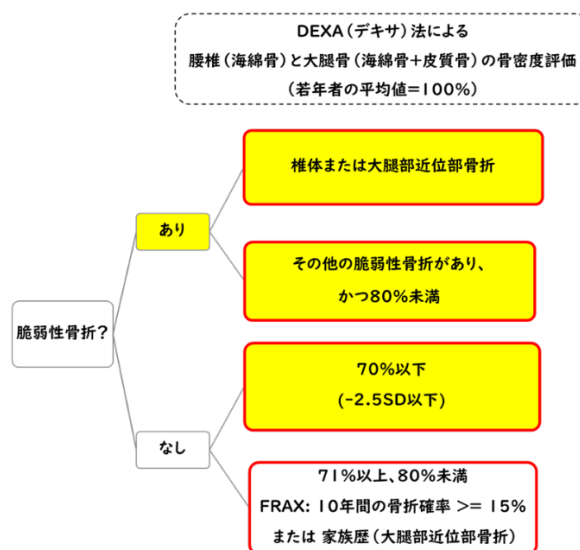 DEXA（デキサ）法による
腰椎（海綿骨）と大腿骨（海綿骨＋皮質骨）の骨密度評価
（若年者の平均値＝100％）
椎体または大腿部近位部骨折
あり
その他の脆弱性骨折があり、
かつ80％未満
脆弱性骨折？
70％以下
(-2.5SD以下)
なし
71％以上、80％未満
FRAX: 10年間の骨折確率 >= 15%
または 家族歴（大腿部近位部骨折）